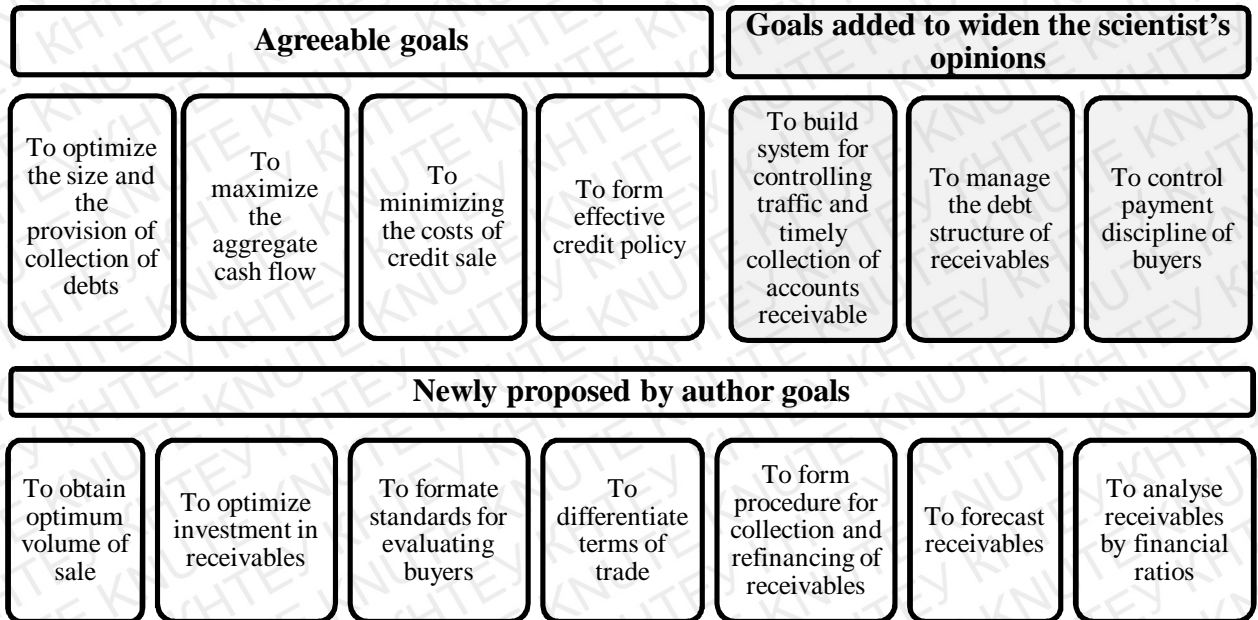 Agreeable goals
Goals added to widen the scientist's
opinions
To optimize
the size and
the
provision of
collection of
debts
To
maximize
the
aggregate
cash flow
To
minimizing
the costs of
credit sale
To form
effective
credit policy
To build
system for
controlling
traffic and
timely
collection of
accounts
receivable
To manage
the debt
structure of
receivables
To control
payment
discipline of
buyers
Newly proposed by author goals
To obtain
optimum
volume of
sale
To optimize
investment in
receivables
To formate
standards for
evaluating
buyers
To
differentiate
terms of
trade
To form
procedure for
collection and
refinancing of
receivables
To forecast
receivables
To analyse
receivables
by financial
ratios